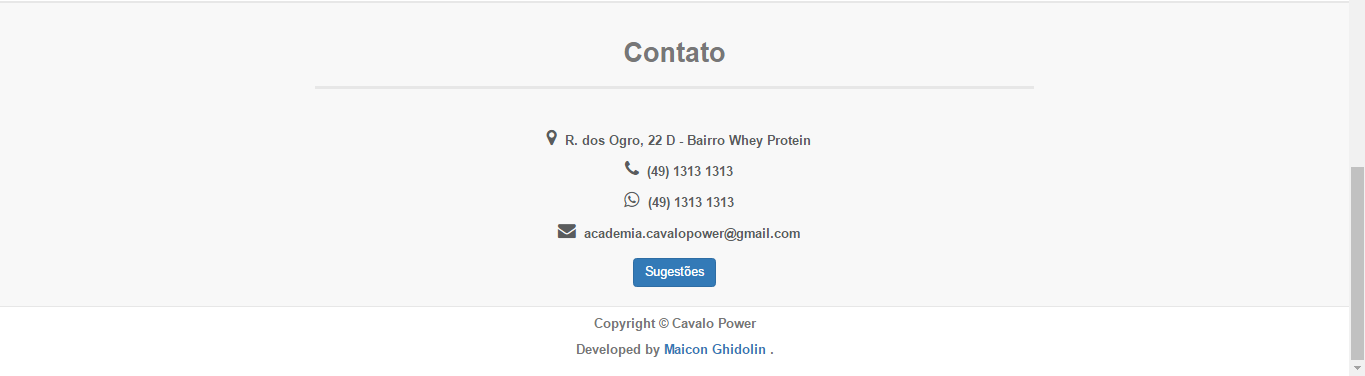 Contato
R. dos Ogro, 22 D - Bairro Whey Protein
(49) 1313 1313
(49) 1313 1313
academia.cavalopower@gmail.com
Sugestões
Copyright © Cavalo Power
Developed by Maicon Ghidolin .